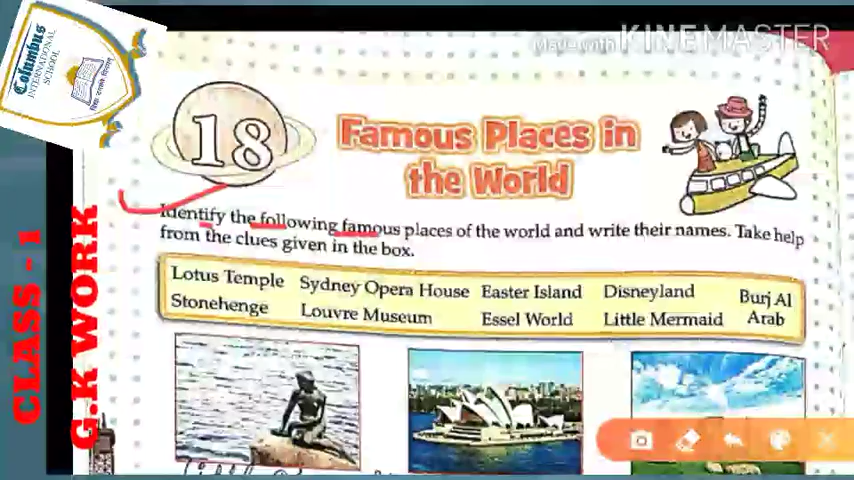 Made with KINEMASTER
Columbus
INTERNATIONAL
SCHOOL
18
Famous Places in
the World
Identify the following famous places of the world and write their names. Take help
from the clues given in the box.
Lotus Temple Sydney Opera House Easter Island Disneyland Burj Al Arab
Stonehenge Louvre Museum Essel World Little Mermaid
CLASS - 1
G.K WORK